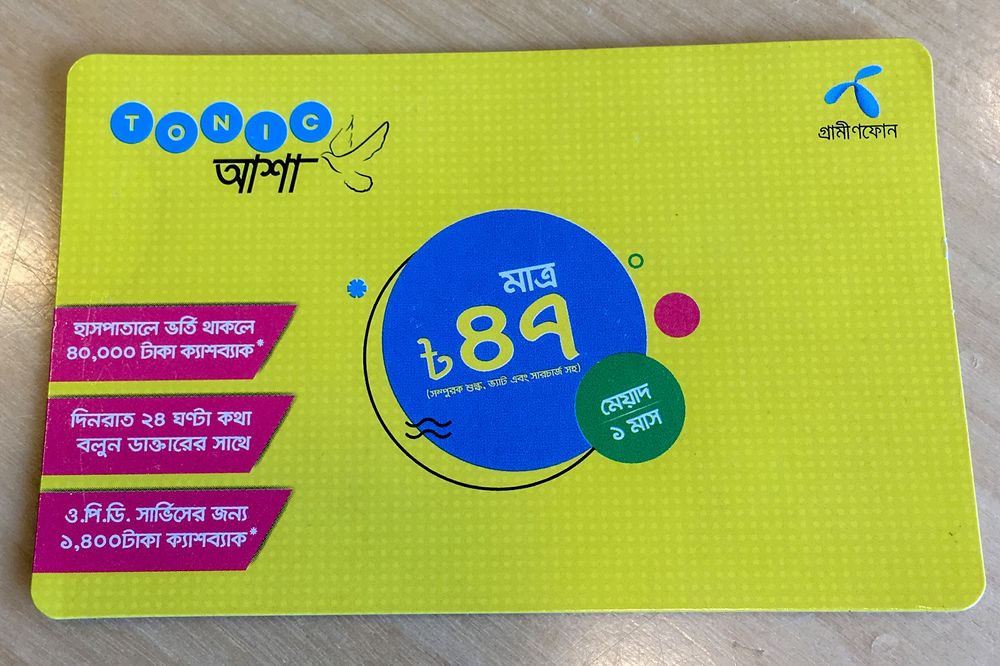 TONIC
আশা
গ্রামীণফোন
মাত্র
৳ ৪৭
(সম্পুরক শুল্ক, ভ্যাট এবং সারচার্জ সহ)
মেয়াদ
১ মাস
হাসপাতালে ভর্তি থাকলে
৪০,০০০ টাকা ক্যাশব্যাক*
দিনরাত ২৪ ঘণ্টা কথা
বলুন ডাক্তারের সাথে
ও.পি.ডি. সার্ভিসের জন্য
১,৪০০টাকা ক্যাশব্যাক*